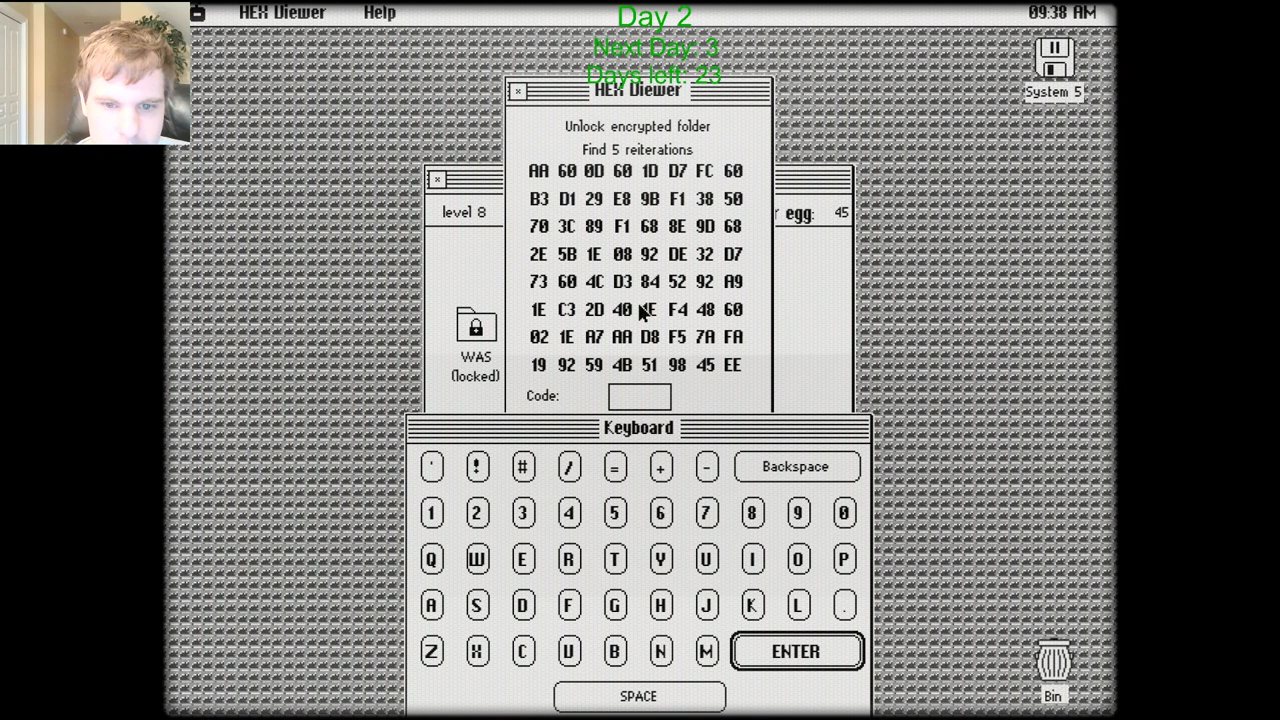 HEX Viewer Help
Day 2
09:38 AM
Next Day: 3
Days left: 23
System 5
HEX Viewer
Unlock encrypted folder
Find 5 reiterations
AA 60 0D 60 1D D7 FC 60
B3 D1 29 E8 9B F1 38 50
70 3C 89 F1 68 8E 9D 68
2E 5B 1E 08 92 DE 32 D7
73 60 4C D3 84 52 92 A9
1E C3 2D 40 F4 48 60
02 1E A7 AA D8 F5 7A FA
19 92 59 4B 51 98 45 EE
Code:
level 8
egg: 45
WAS
(locked)
Keyboard
' ! # / = + - Backspace
1 2 3 4 5 6 7 8 9 0
Q W E R T Y U I O P
A S D F G H J K L .
Z X C V B N M ENTER
SPACE
Bin